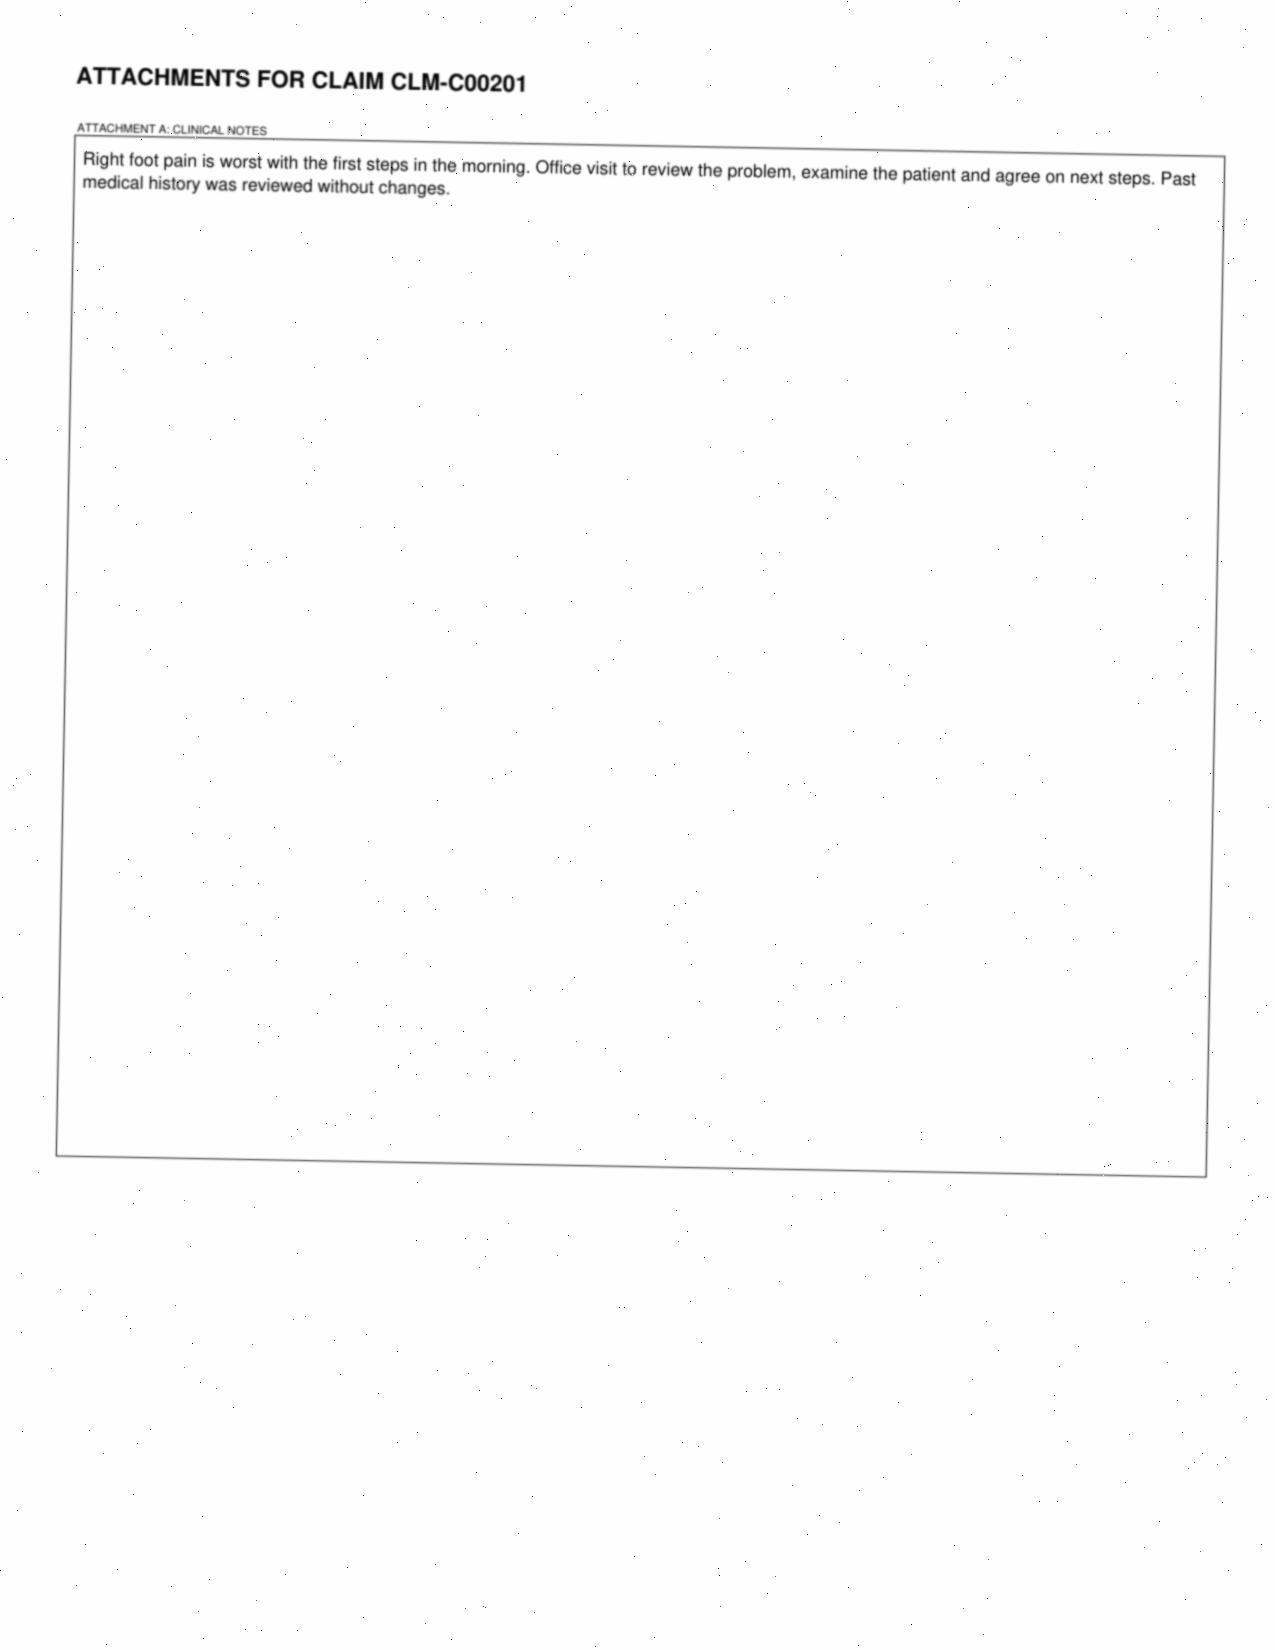 ATTACHMENTS FOR CLAIM CLM-C00201
ATTACHMENT A: CLINICAL NOTES
Right foot pain is worst with the first steps in the morning. Office visit to review the problem, examine the patient and agree on next steps. Past
medical history was reviewed without changes.